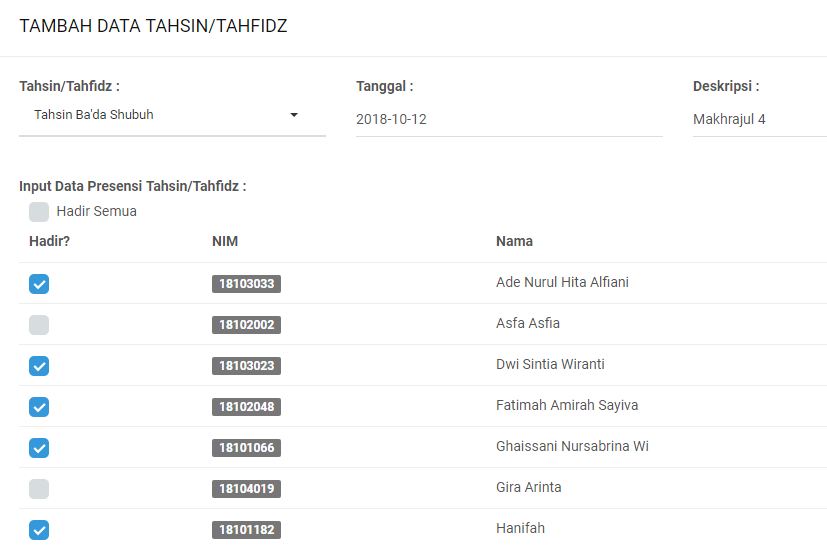 TAMBAH DATA TAHSIN/TAHFIDZ
Tahsin/Tahfidz : Tanggal : Deskripsi :
Tahsin Ba'da Shubuh 2018-10-12 Makhrajul 4
Input Data Presensi Tahsin/Tahfidz :
Hadir Semua
Hadir? NIM Nama
18103033 Ade Nurul Hita Alfiani
18102002 Asfa Asfia
18103023 Dwi Sintia Wiranti
18102048 Fatimah Amirah Sayiva
18101066 Ghaissani Nursabrina Wi
18104019 Gira Arinta
18101182 Hanifah